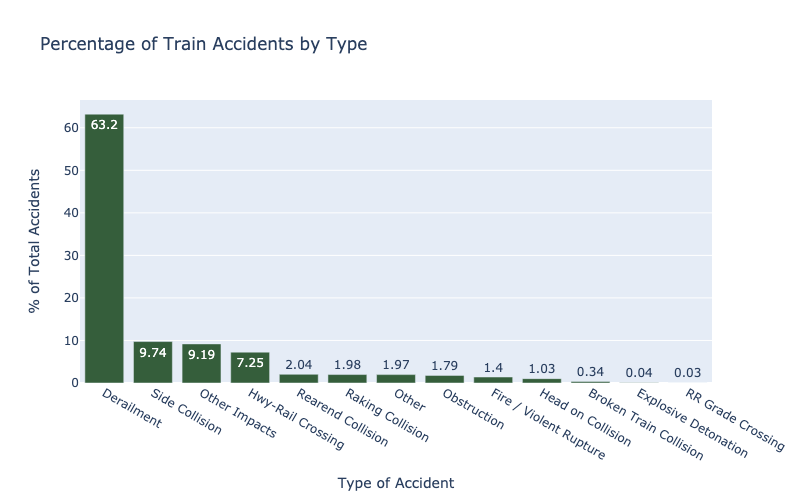 Percentage of Train Accidents by Type
% of Total Accidents
60
50
40
30
20
10
0
63.2
9.74
9.19
7.25
2.04
1.98
1.97
1.79
1.4
1.03
0.34
0.04
0.03
Derailment
Side Collision
Other Impacts
Hwy-Rail Crossing
Rearend Collision
Raking Collision
Other
Obstruction
Fire / Violent Rupture
Head on Collision
Broken Train Collision
Explosive Detonation
RR Grade Crossing
Type of Accident